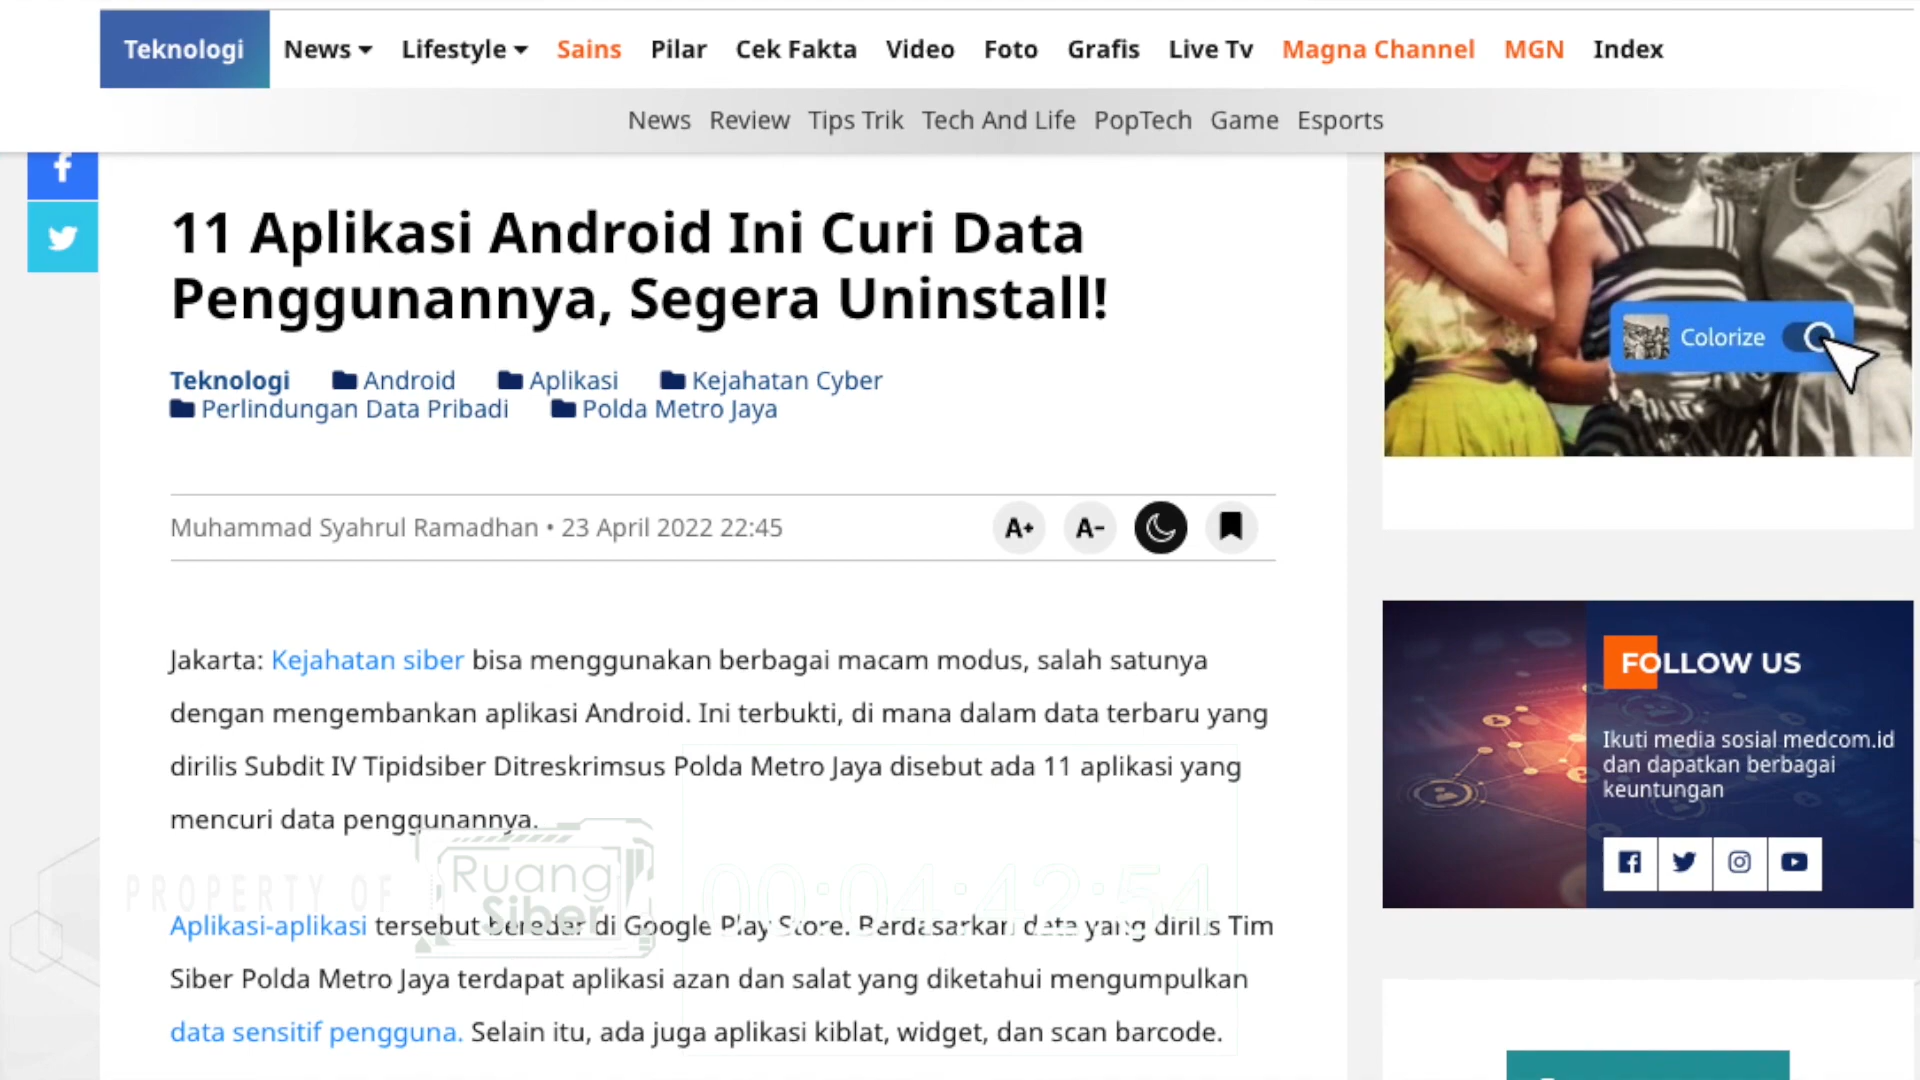 Teknologi News Lifestyle Sains Pilar Cek Fakta Video Foto Grafis Live Tv Magna Channel MGN Index
News Review Tips Trik Tech And Life PopTech Game Esports
11 Aplikasi Android Ini Curi Data
Penggunannya, Segera Uninstall!
Teknologi Android Aplikasi Kejahatan Cyber
Perlindungan Data Pribadi Polda Metro Jaya
Muhammad Syahrul Ramadhan • 23 April 2022 22:45
A+ A-
Jakarta: Kejahatan siber bisa menggunakan berbagai macam modus, salah satunya
dengan mengembankan aplikasi Android. Ini terbukti, di mana dalam data terbaru yang
dirilis Subdit IV Tipidsiber Ditreskrimsus Polda Metro Jaya disebut ada 11 aplikasi yang
mencuri data penggunannya.
Aplikasi-aplikasi tersebut beredar di Google Play Store. Berdasarkan data yang dirilis Tim
Siber Polda Metro Jaya terdapat aplikasi azan dan salat yang diketahui mengumpulkan
data sensitif pengguna. Selain itu, ada juga aplikasi kiblat, widget, dan scan barcode.
PROPERTY OF
Ruang
Siber
00:04:42:54
Colorize
FOLLOW US
Ikuti media sosial medcom.id
dan dapatkan berbagai
keuntungan